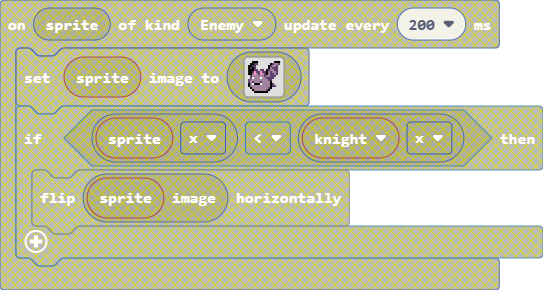 on sprite of kind Enemy update every 200 ms
set sprite image to
if sprite x < knight x then
flip sprite image horizontally